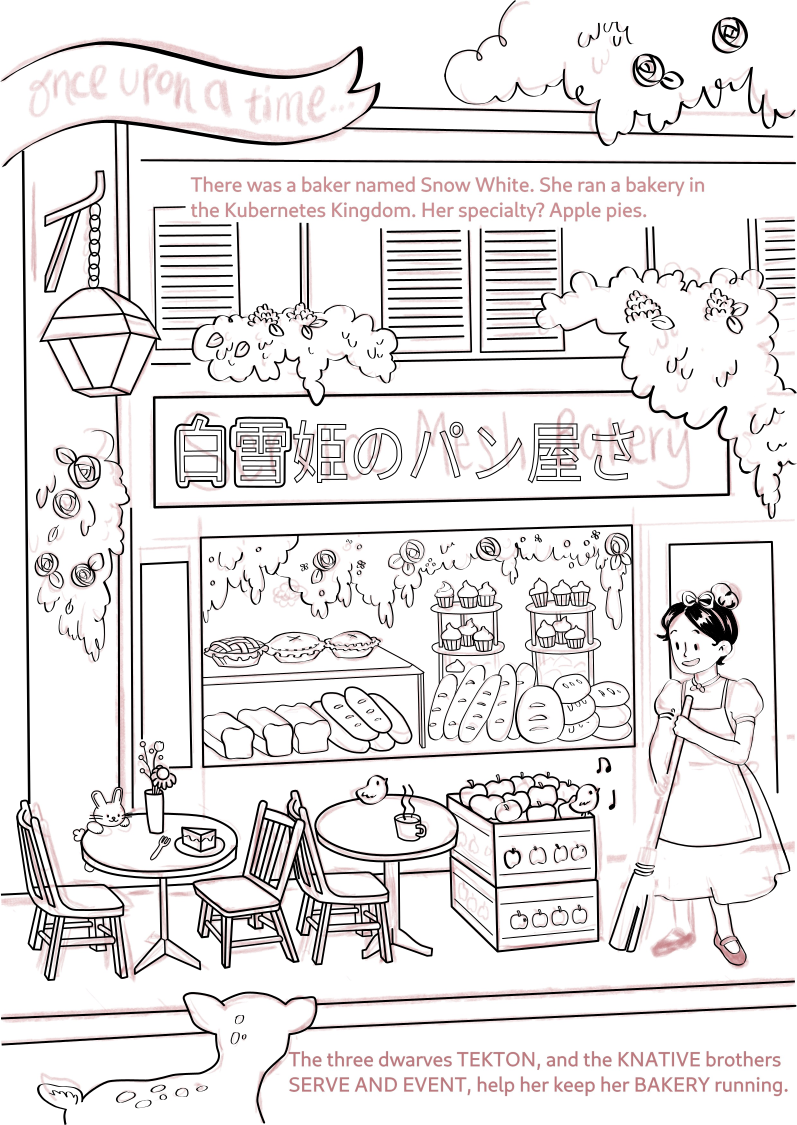 once upon a time...
There was a baker named Snow White. She ran a bakery in
the Kubernetes Kingdom. Her specialty? Apple pies.
白雪姫のパン屋さ
Mesh Bakery
The three dwarves TEKTON, and the KNATIVE brothers
SERVE AND EVENT, help her keep her BAKERY running.